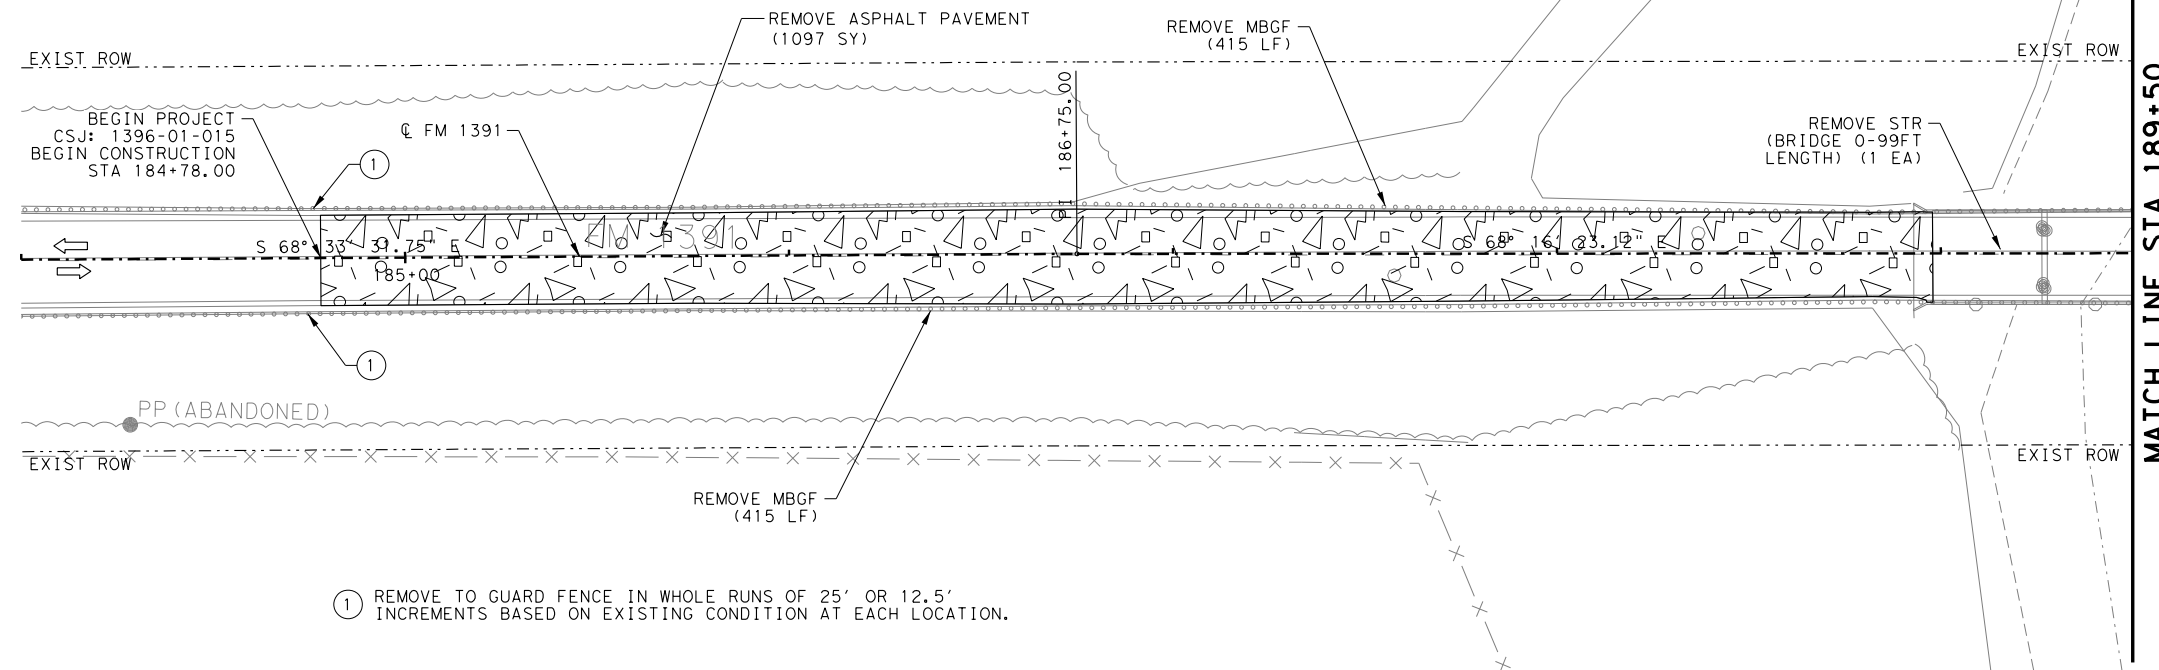 REMOVE ASPHALT PAVEMENT
(1097 SY)
REMOVE MBGF
(415 LF)
EXIST ROW
EXIST ROW
BEGIN PROJECT
CSJ: 1396-01-015
BEGIN CONSTRUCTION
STA 184+78.00
℄ FM 1391
1
PI 186+75.00
REMOVE STR
(BRIDGE 0-99FT
LENGTH) (1 EA)
MATCH LINE STA 189+50
S 68° 33' 31.75" E
FM 1391
S 68° 16' 23.12" E
185+00
1
PP(ABANDONED)
EXIST ROW
EXIST ROW
REMOVE MBGF
(415 LF)
1 REMOVE TO GUARD FENCE IN WHOLE RUNS OF 25' OR 12.5'
INCREMENTS BASED ON EXISTING CONDITION AT EACH LOCATION.